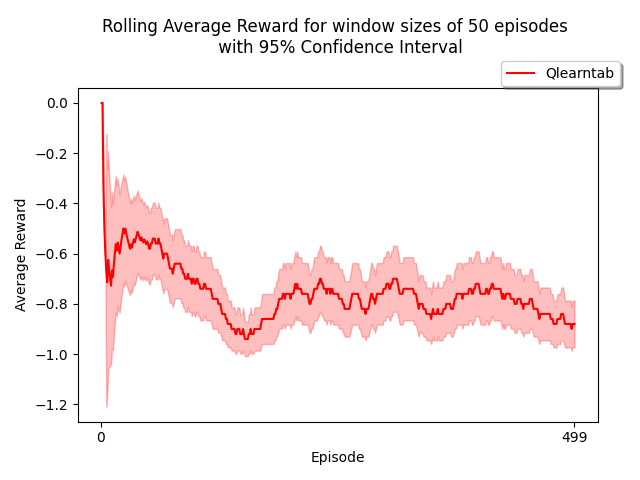 Rolling Average Reward for window sizes of 50 episodes
with 95% Confidence Interval
Qlearntab
0.0
−0.2
−0.4
−0.6
−0.8
−1.0
−1.2
Average Reward
0
499
Episode